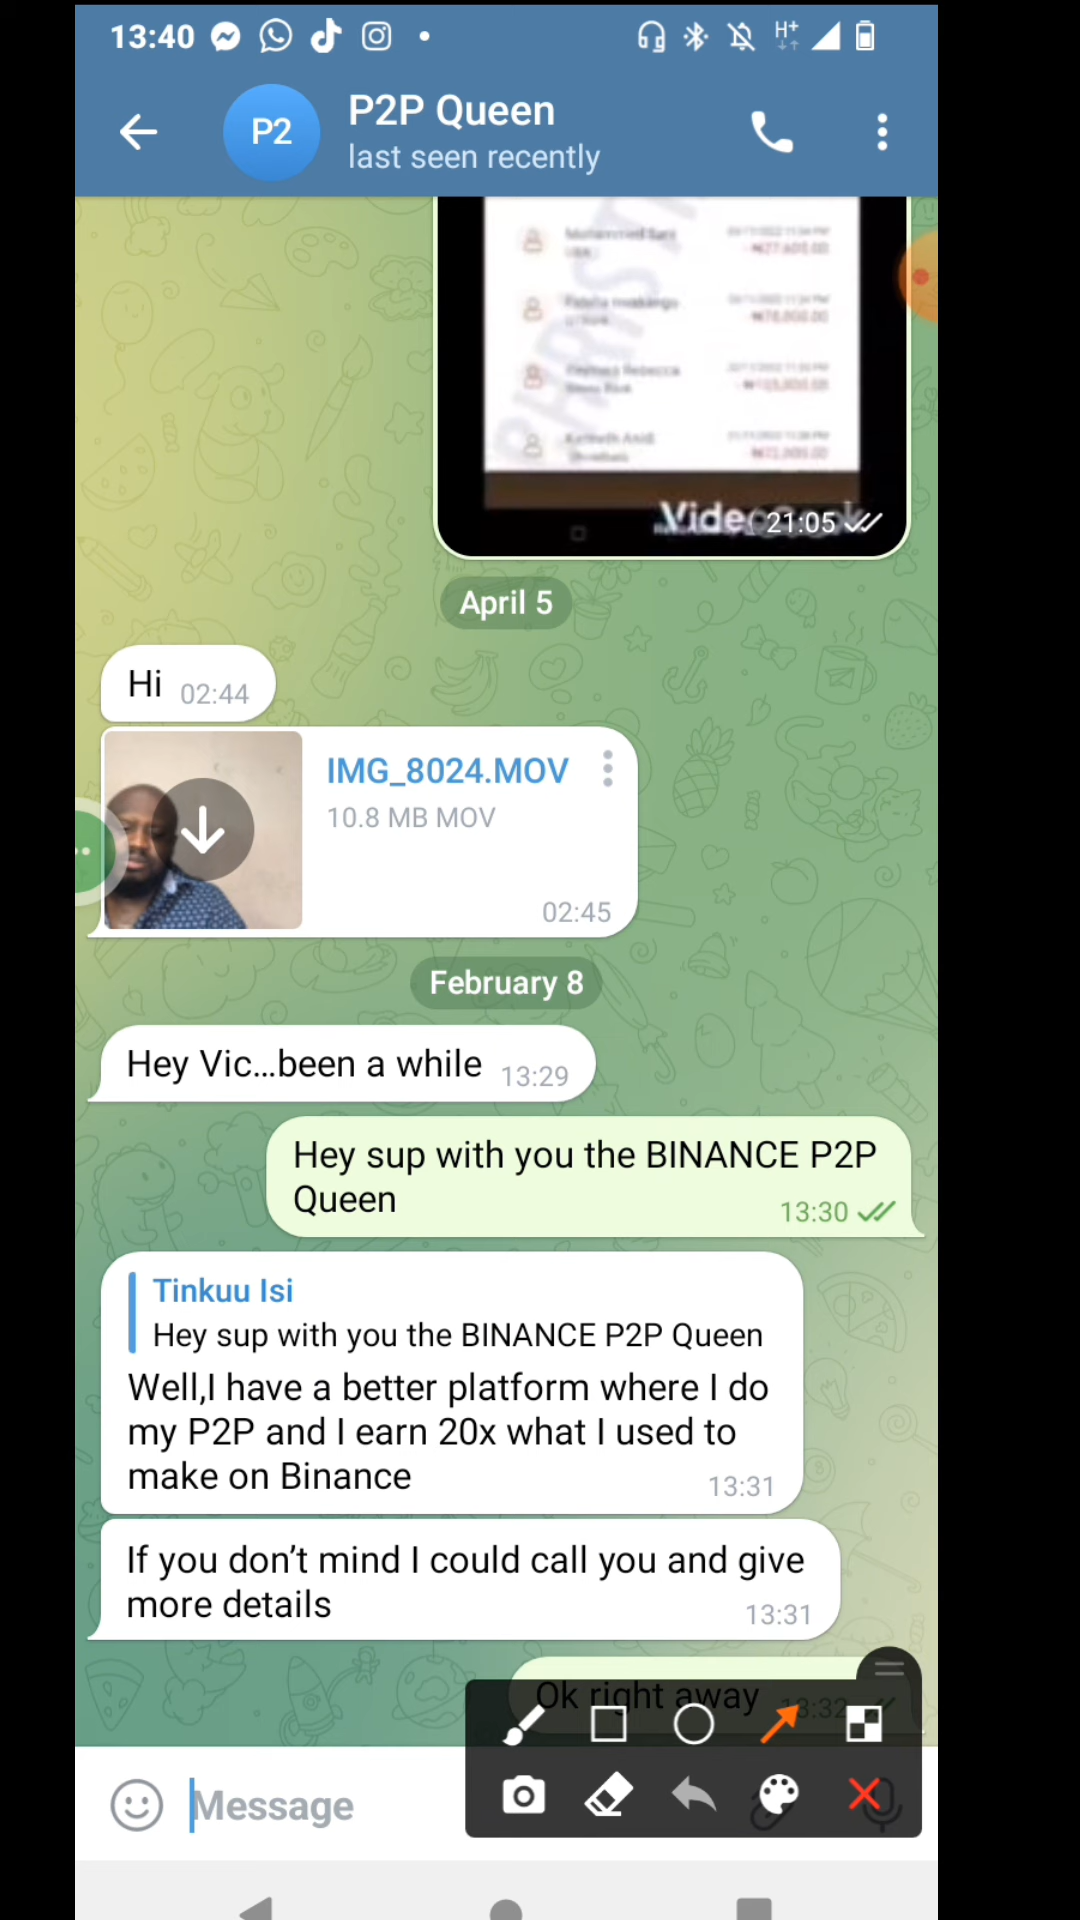 13:40
H+
P2
P2P Queen
last seen recently
21:05
April 5
Hi 02:44
IMG_8024.MOV
10.8 MB MOV
02:45
February 8
Hey Vic...been a while 13:29
Hey sup with you the BINANCE P2P
Queen
13:30
Tinkuu Isi
Hey sup with you the BINANCE P2P Queen
Well,I have a better platform where I do
my P2P and I earn 20x what I used to
make on Binance
13:31
If you don't mind I could call you and give
more details
13:31
Ok right away 13:32
Message